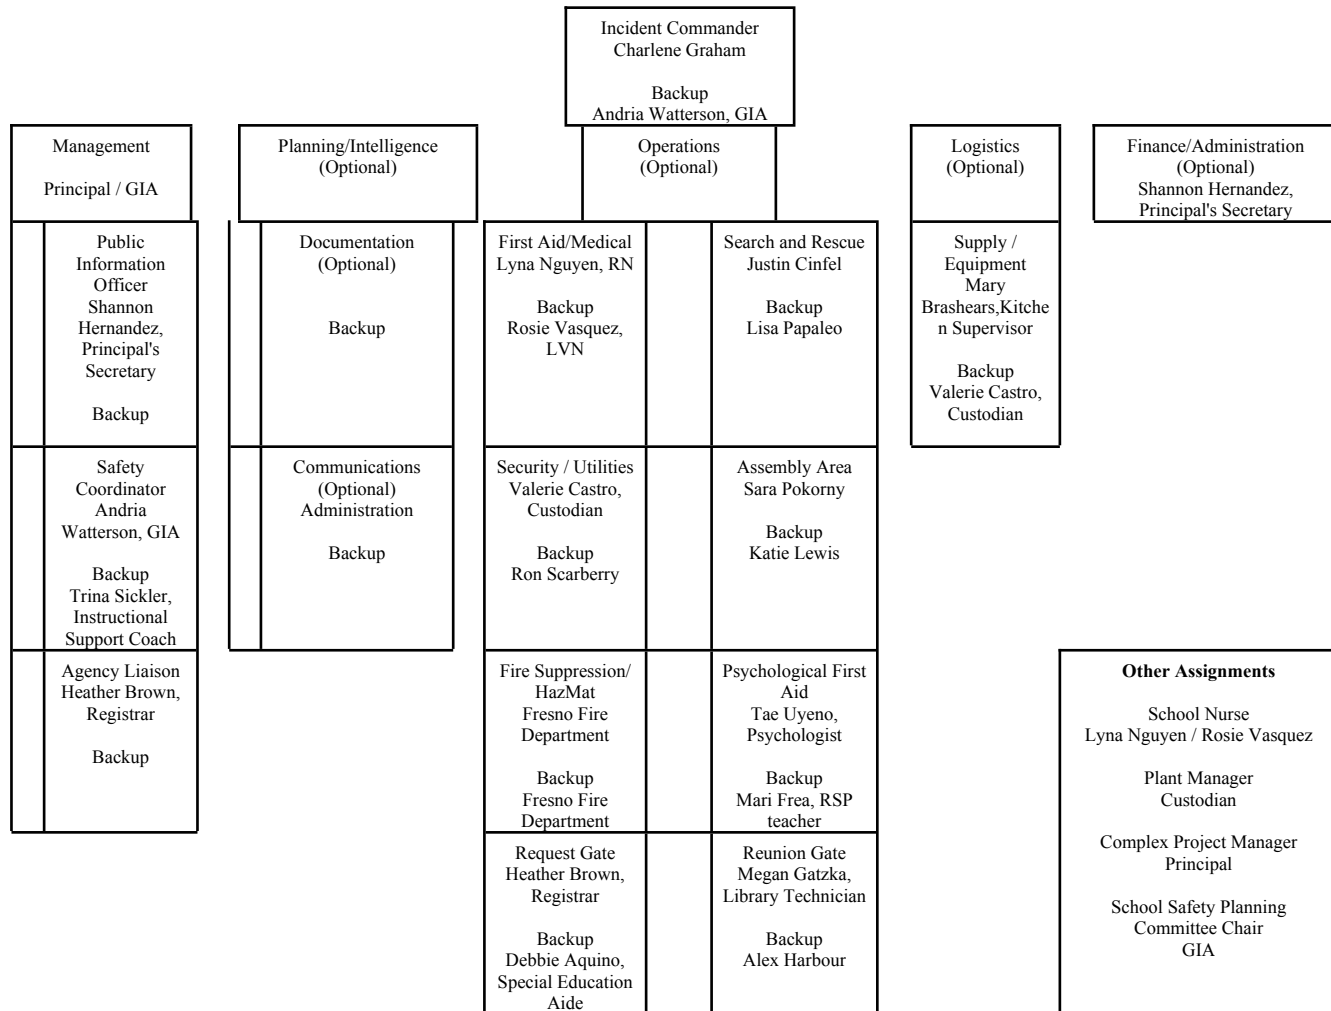 Incident Commander
Charlene Graham
Backup
Andria Watterson, GIA
Management
Principal / GIA
Planning/Intelligence
(Optional)
Operations
(Optional)
Logistics
(Optional)
Finance/Administration
(Optional)
Shannon Hernandez,
Principal's Secretary
Public
Information
Officer
Shannon
Hernandez,
Principal's
Secretary
Backup
Documentation
(Optional)
Backup
First Aid/Medical
Lyna Nguyen, RN
Backup
Rosie Vasquez,
LVN
Search and Rescue
Justin Cinfel
Backup
Lisa Papaleo
Supply /
Equipment
Mary
Brashears,Kitche
n Supervisor
Backup
Valerie Castro,
Custodian
Safety
Coordinator
Andria
Watterson, GIA
Backup
Trina Sickler,
Instructional
Support Coach
Communications
(Optional)
Administration
Backup
Security / Utilities
Valerie Castro,
Custodian
Backup
Ron Scarberry
Assembly Area
Sara Pokorny
Backup
Katie Lewis
Agency Liaison
Heather Brown,
Registrar
Backup
Fire Suppression/
HazMat
Fresno Fire
Department
Backup
Fresno Fire
Department
Psychological First
Aid
Tae Uyeno,
Psychologist
Backup
Mari Frea, RSP
teacher
Other Assignments
School Nurse
Lyna Nguyen / Rosie Vasquez
Plant Manager
Custodian
Complex Project Manager
Principal
School Safety Planning
Committee Chair
GIA
Request Gate
Heather Brown,
Registrar
Backup
Debbie Aquino,
Special Education
Aide
Reunion Gate
Megan Gatzka,
Library Technician
Backup
Alex Harbour